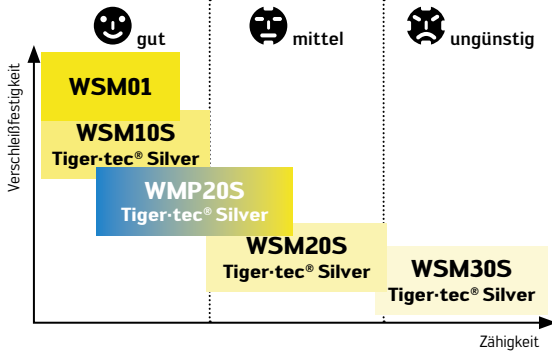 gut
mittel
ungünstig
Verschleißfestigkeit
WSM01
WSM10S
Tiger·tec® Silver
WMP20S
Tiger·tec® Silver
WSM20S
Tiger·tec® Silver
WSM30S
Tiger·tec® Silver
Zähigkeit